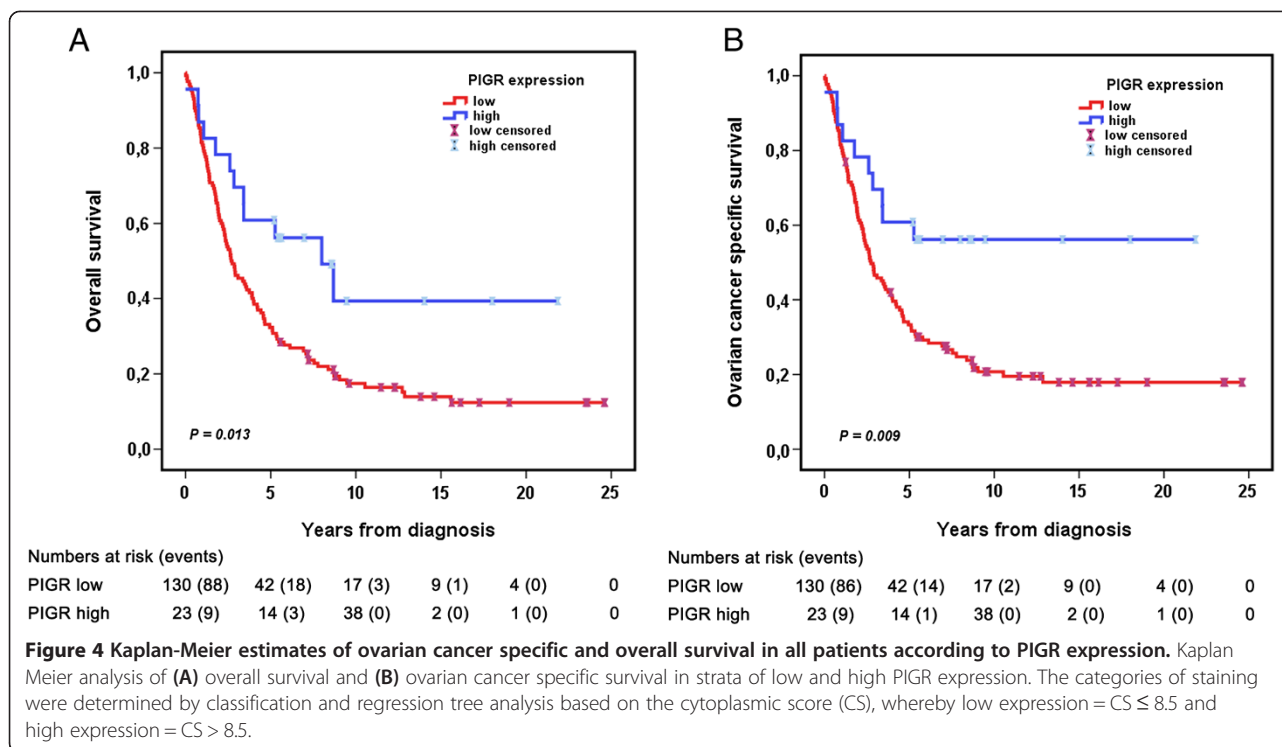 A
PIGR expression
low
high
low censored
high censored
1,0
0,8
0,6
0,4
0,2
0,0
Overall survival
P = 0.013
0 5 10 15 20 25
Years from diagnosis
Numbers at risk (events)
PIGR low 130 (88) 42 (18) 17 (3) 9 (1) 4 (0) 0
PIGR high 23 (9) 14 (3) 38 (0) 2 (0) 1 (0) 0
B
PIGR expression
low
high
low censored
high censored
1,0
0,8
0,6
0,4
0,2
0,0
Ovarian cancer specific survival
P = 0.009
0 5 10 15 20 25
Years from diagnosis
Numbers at risk (events)
PIGR low 130 (86) 42 (14) 17 (2) 9 (0) 4 (0) 0
PIGR high 23 (9) 14 (1) 38 (0) 2 (0) 1 (0) 0
Figure 4 Kaplan-Meier estimates of ovarian cancer specific and overall survival in all patients according to PIGR expression. Kaplan
Meier analysis of (A) overall survival and (B) ovarian cancer specific survival in strata of low and high PIGR expression. The categories of staining
were determined by classification and regression tree analysis based on the cytoplasmic score (CS), whereby low expression = CS ≤ 8.5 and
high expression = CS > 8.5.